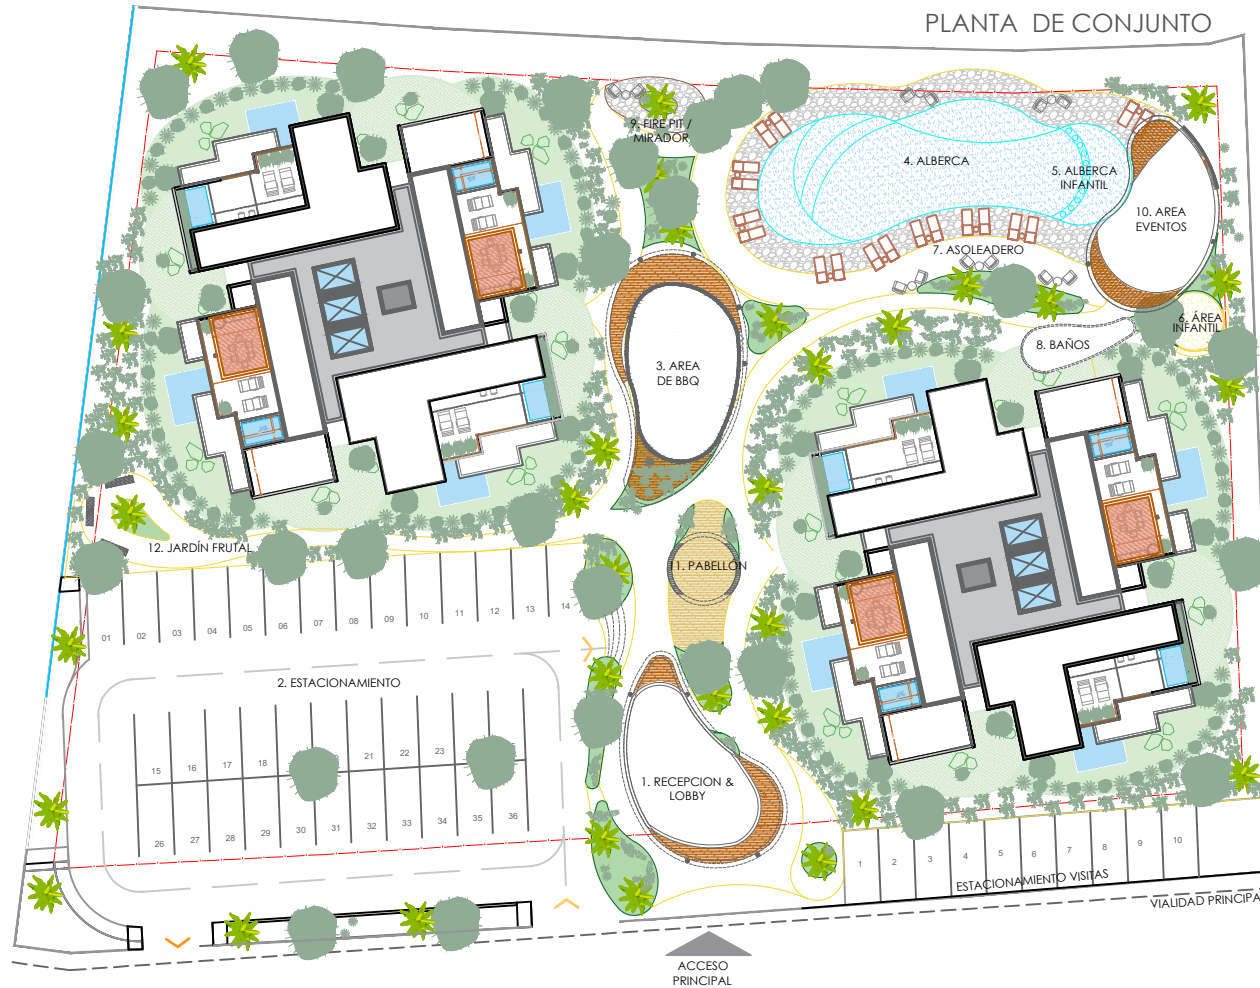 PLANTA DE CONJUNTO
9. FIRE PIT /
MIRADOR
4. ALBERCA
5. ALBERCA
INFANTIL
10. AREA
EVENTOS
7. ASOLEADERO
6. ÁREA
INFANTIL
8. BAÑOS
3. AREA
DE BBQ
12. JARDÍN FRUTAL
11. PABELLÓN
01 02 03 04 05 06 07 08 09 10 11 12 13 14
2. ESTACIONAMIENTO
15 16 17 18 21 22 23
26 27 28 29 30 31 32 33 34 35 36
1. RECEPCION &
LOBBY
1 2 3 4 5 6 7 8 9 10
ESTACIONAMIENTO VISITAS
VIALIDAD PRINCIPA
ACCESO
PRINCIPAL